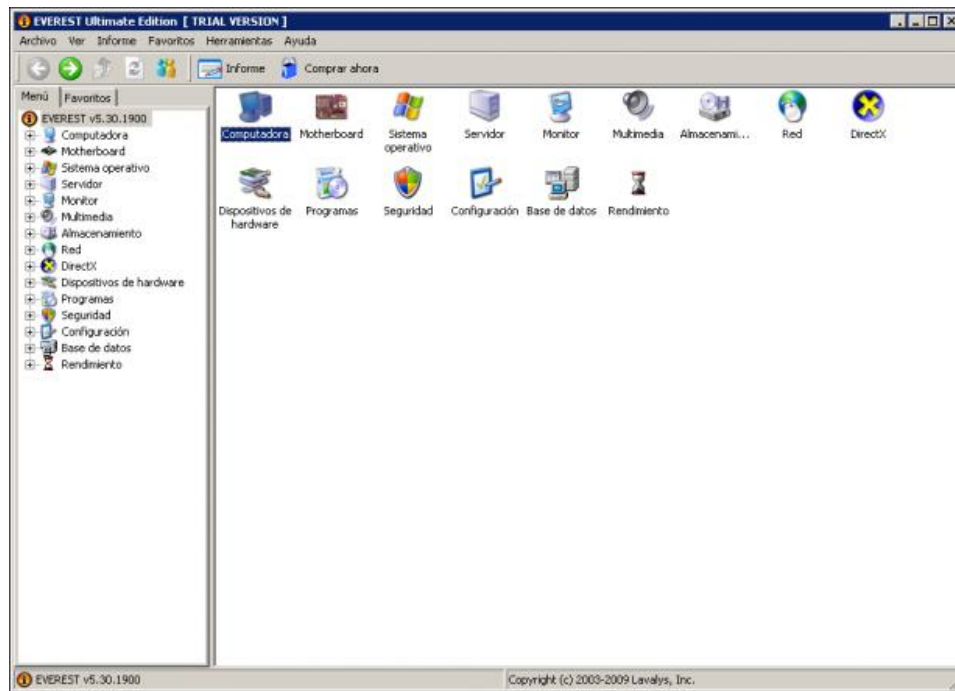 EVEREST Ultimate Edition [ TRIAL VERSION ]
Archivo Ver Informe Favoritos Herramientas Ayuda
Informe Comprar ahora
Menú Favoritos
EVEREST v5.30.1900
Computadora
Motherboard
Sistema operativo
Servidor
Monitor
Multimedia
Almacenamiento
Red
DirectX
Dispositivos de hardware
Programas
Seguridad
Configuración
Base de datos
Rendimiento
Computadora Motherboard Sistema operativo Servidor Monitor Multimedia Almacenami... Red DirectX
Dispositivos de hardware Programas Seguridad Configuración Base de datos Rendimiento
EVEREST v5.30.1900 Copyright (c) 2003-2009 Lavalys, Inc.